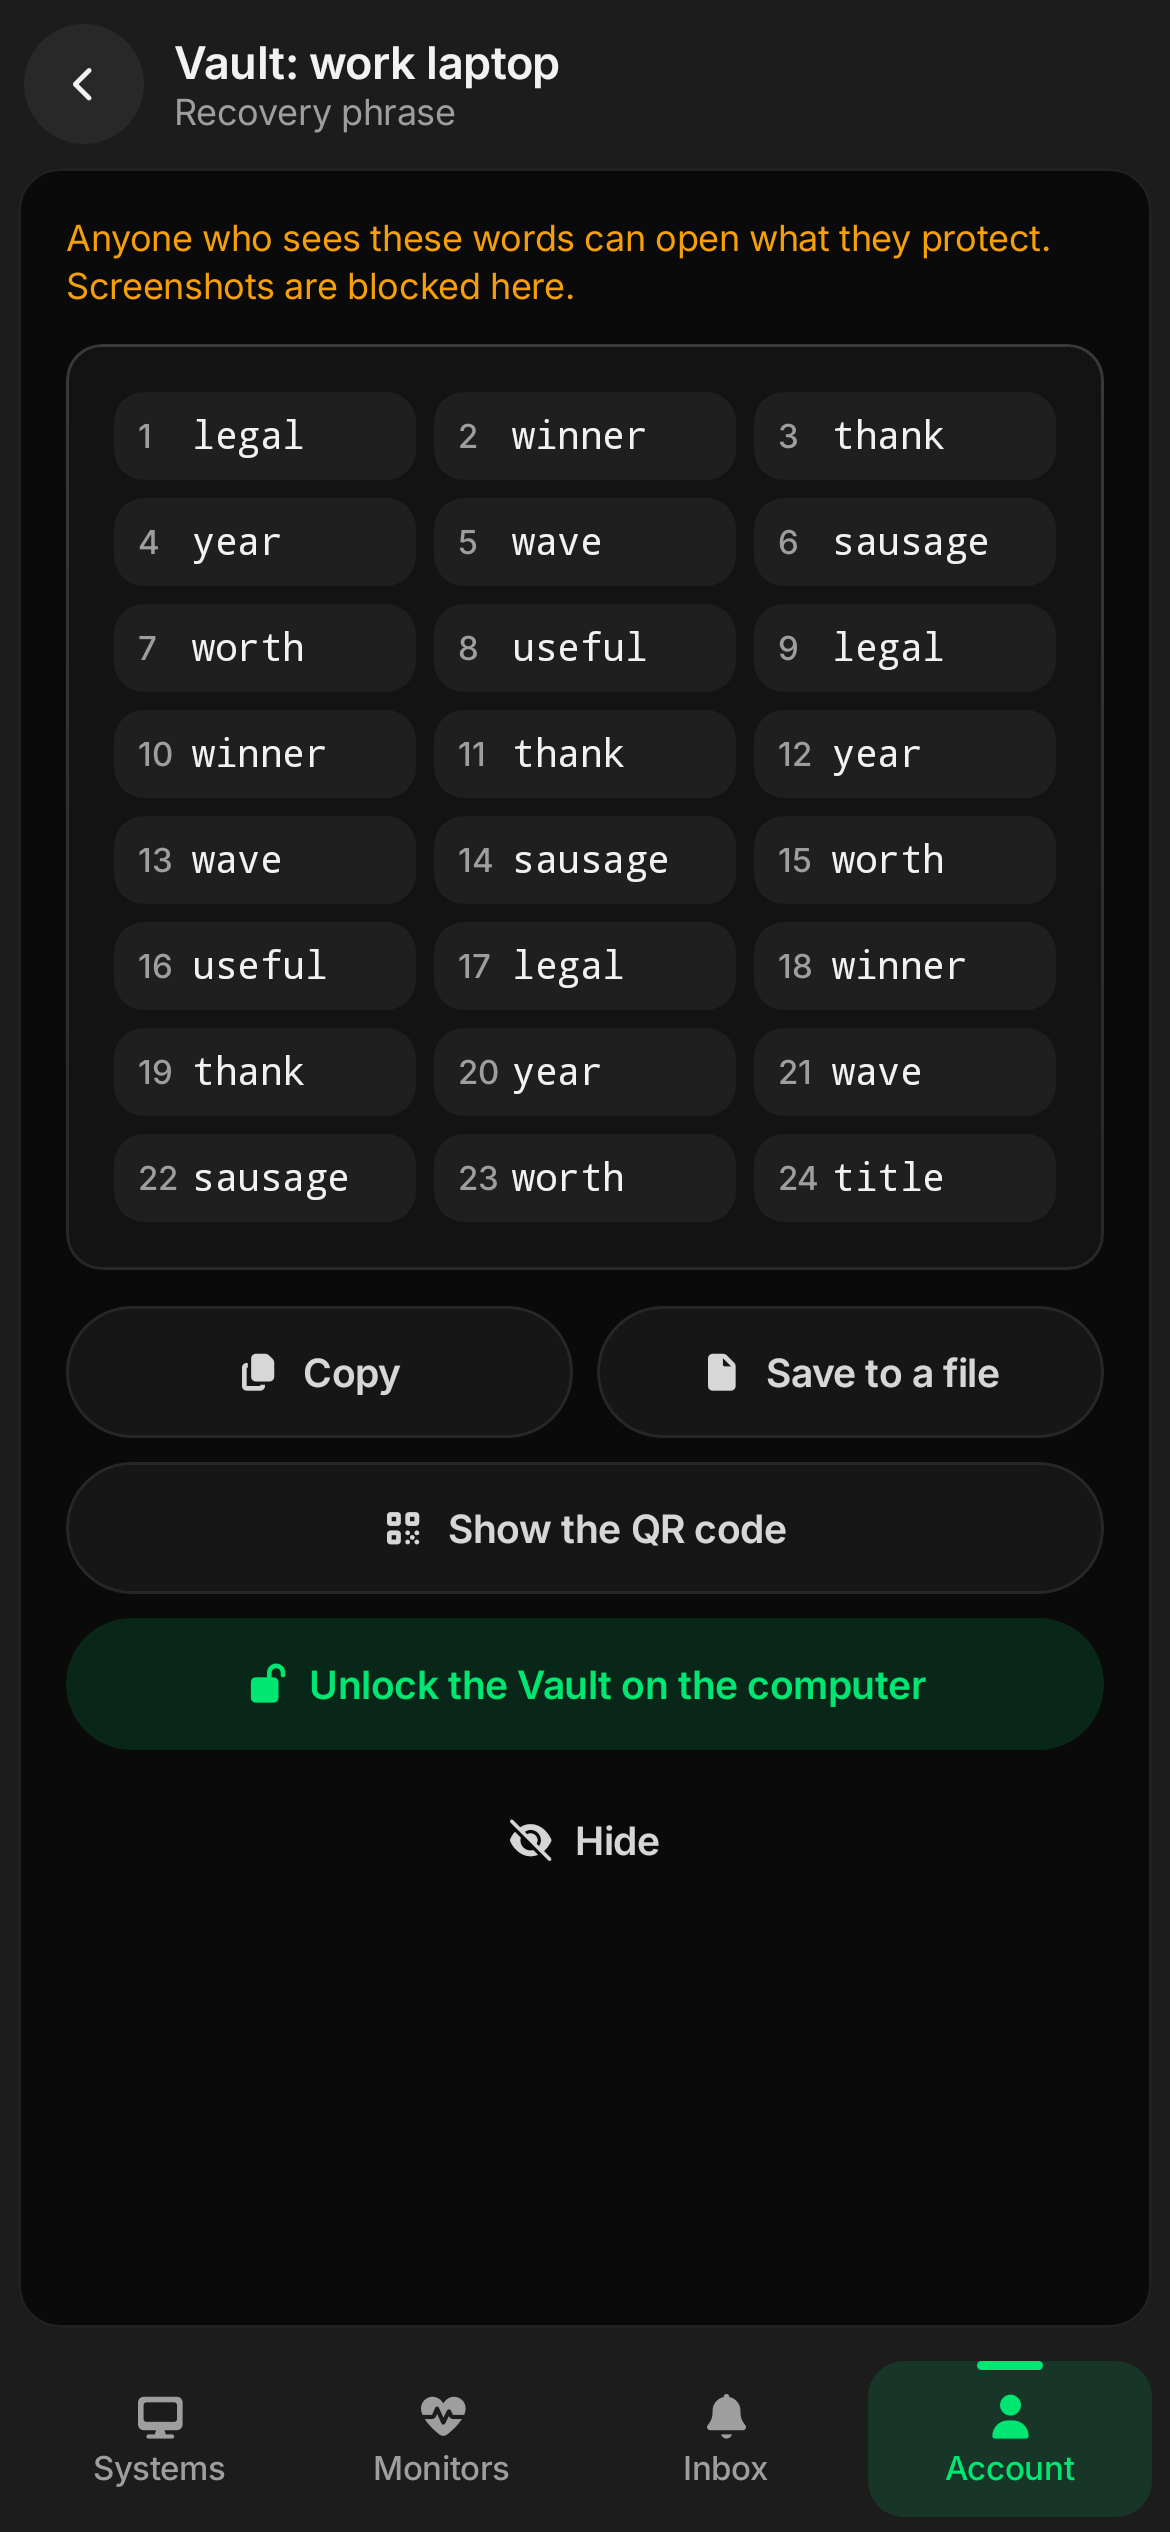 Vault: work laptop
Recovery phrase
Anyone who sees these words can open what they protect.
Screenshots are blocked here.
1 legal 2 winner 3 thank
4 year 5 wave 6 sausage
7 worth 8 useful 9 legal
10 winner 11 thank 12 year
13 wave 14 sausage 15 worth
16 useful 17 legal 18 winner
19 thank 20 year 21 wave
22 sausage 23 worth 24 title
Copy Save to a file
Show the QR code
Unlock the Vault on the computer
Hide
Systems Monitors Inbox Account